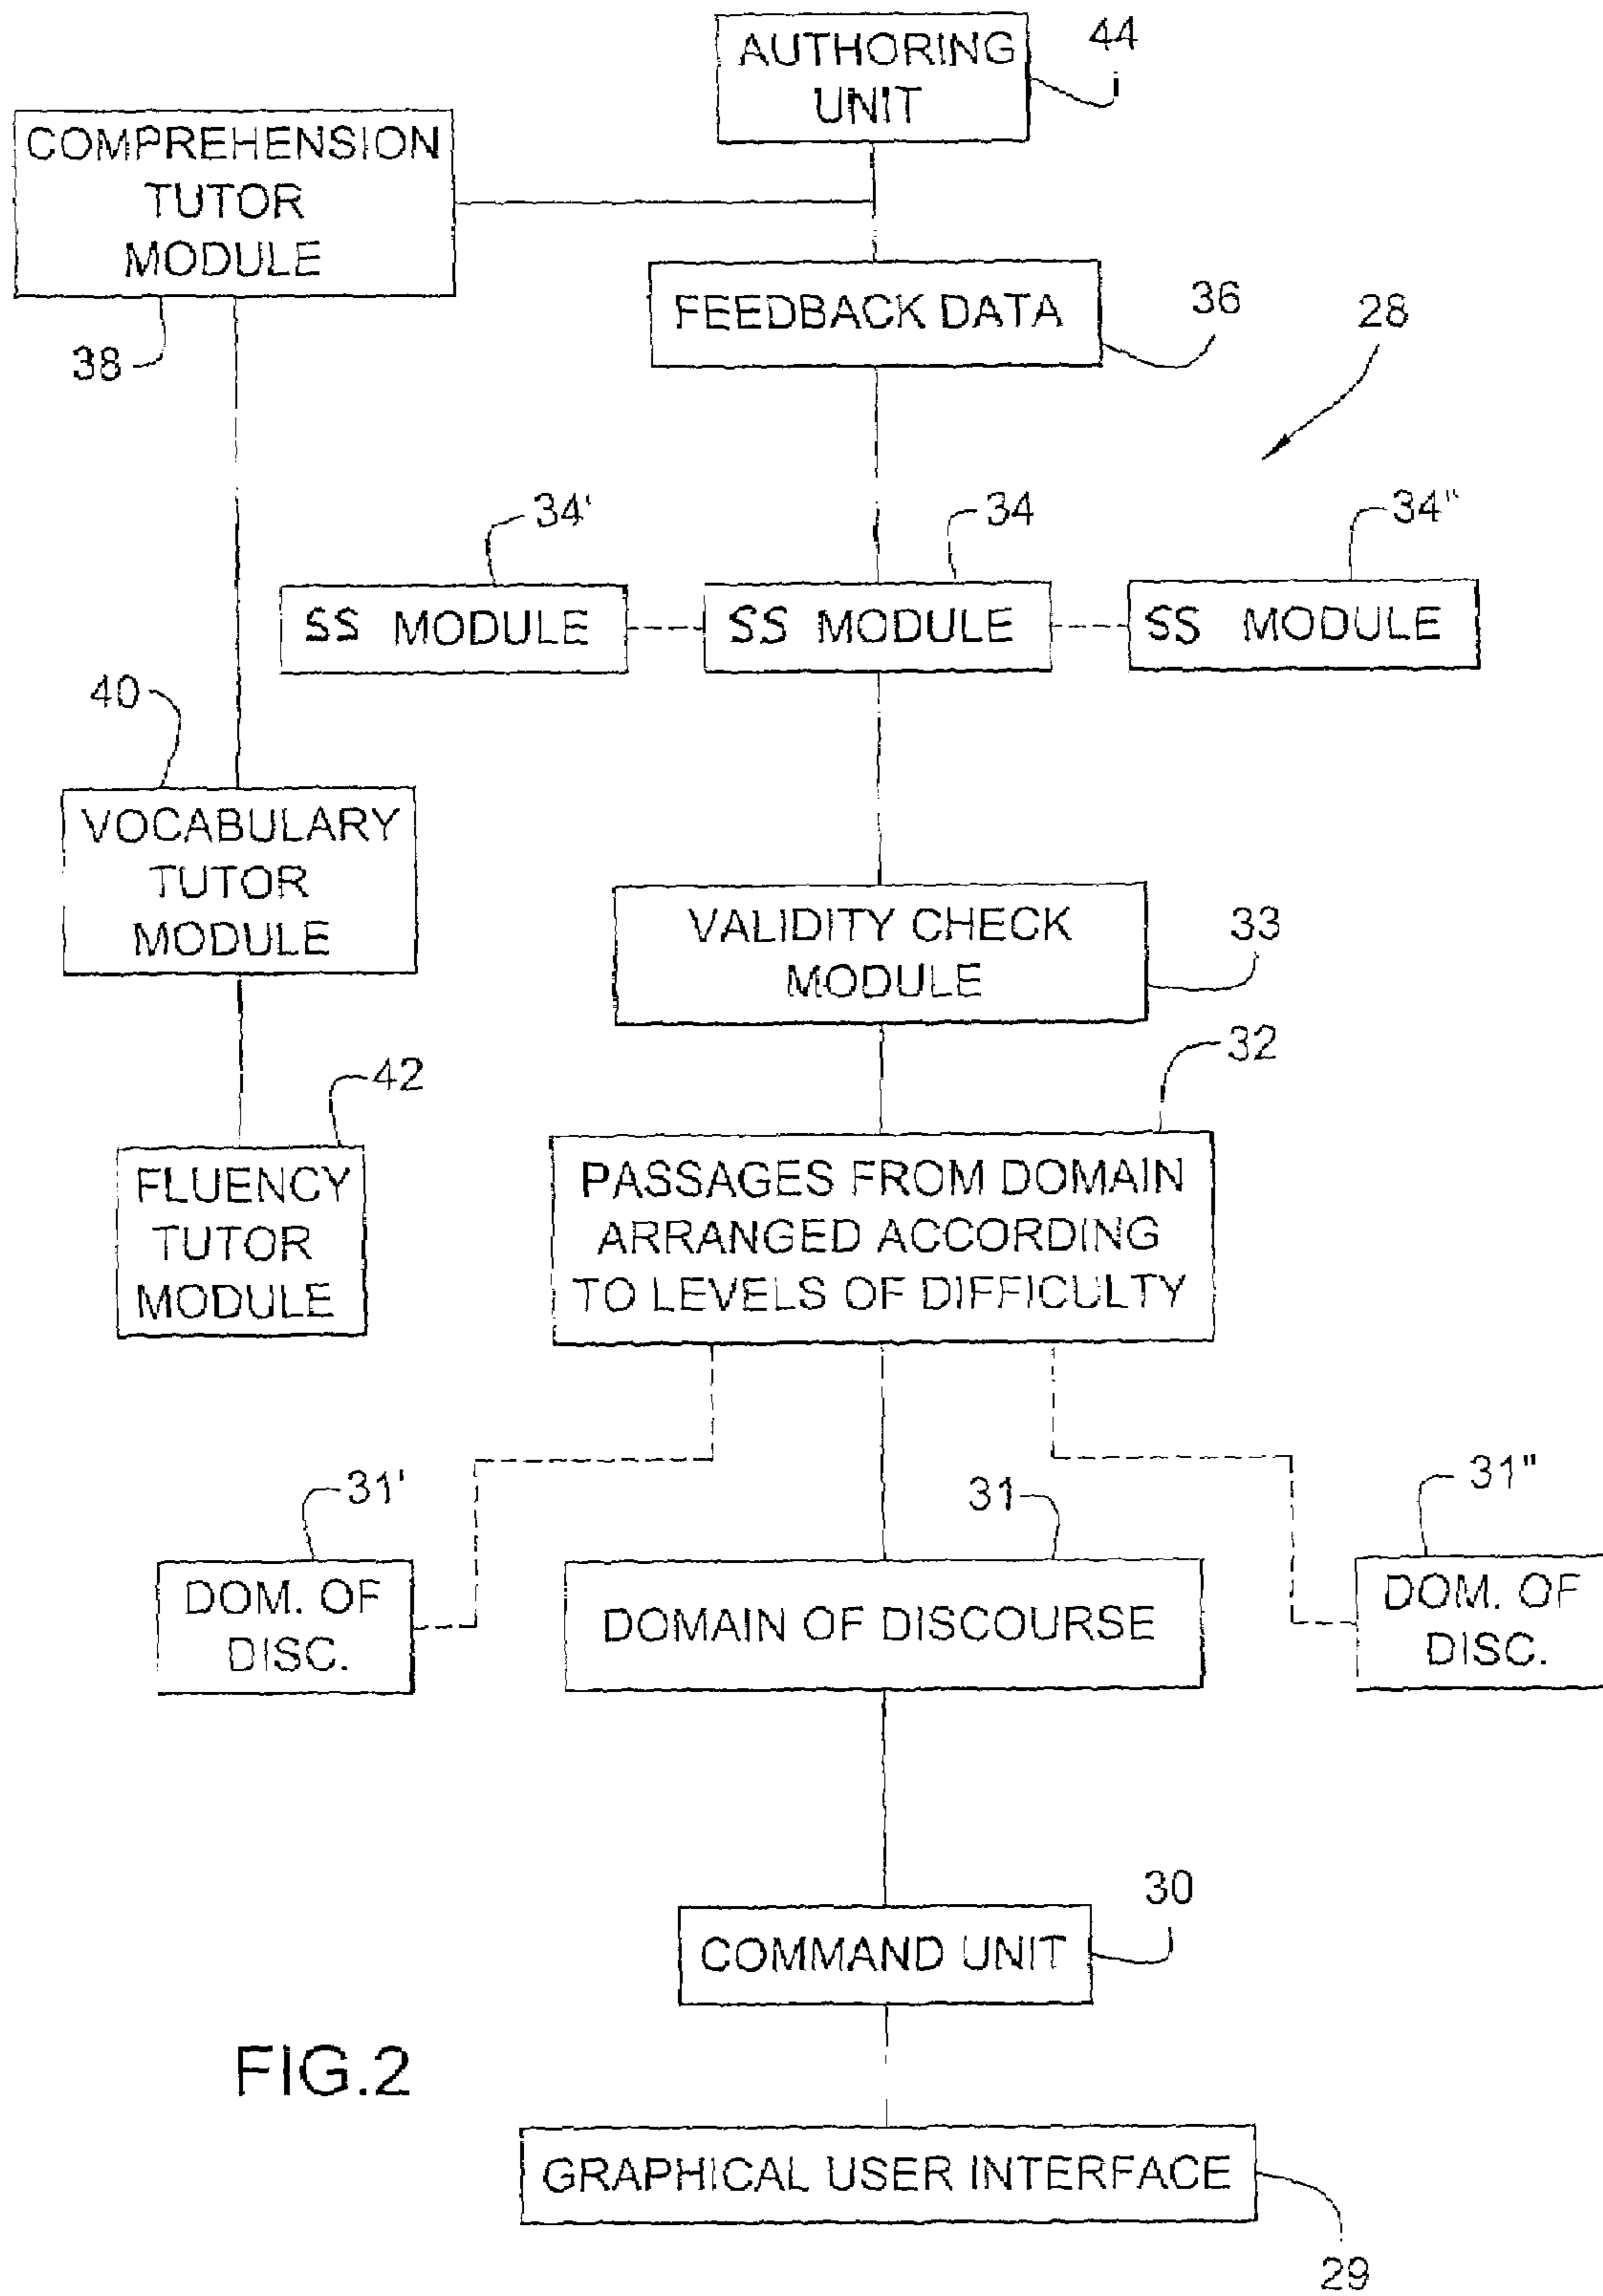 AUTHORING
UNIT
44
COMPREHENSION
TUTOR
MODULE
38
FEEDBACK DATA
36
28
34'
34
34"
SS MODULE
SS MODULE
SS MODULE
40
VOCABULARY
TUTOR
MODULE
VALIDITY CHECK
MODULE
33
32
42
FLUENCY
TUTOR
MODULE
PASSAGES FROM DOMAIN
ARRANGED ACCORDING
TO LEVELS OF DIFFICULTY
31'
31
31"
DOM. OF
DISC.
DOMAIN OF DISCOURSE
DOM. OF
DISC.
30
COMMAND UNIT
FIG.2
GRAPHICAL USER INTERFACE
29